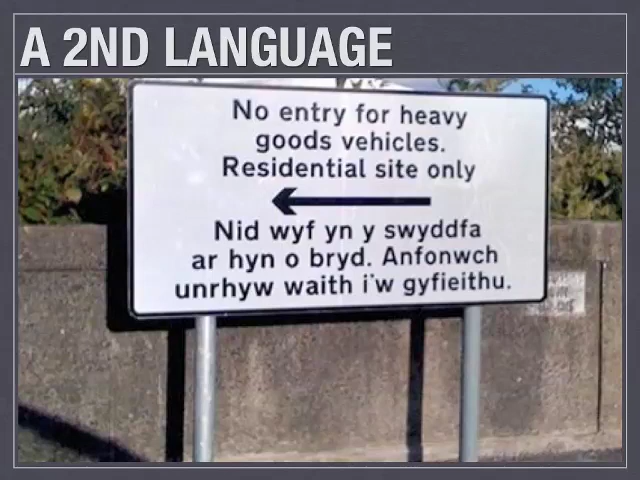 A 2ND LANGUAGE
No entry for heavy
goods vehicles.
Residential site only
Nid wyf yn y swyddfa
ar hyn o bryd. Anfonwch
unrhyw waith i'w gyfieithu.